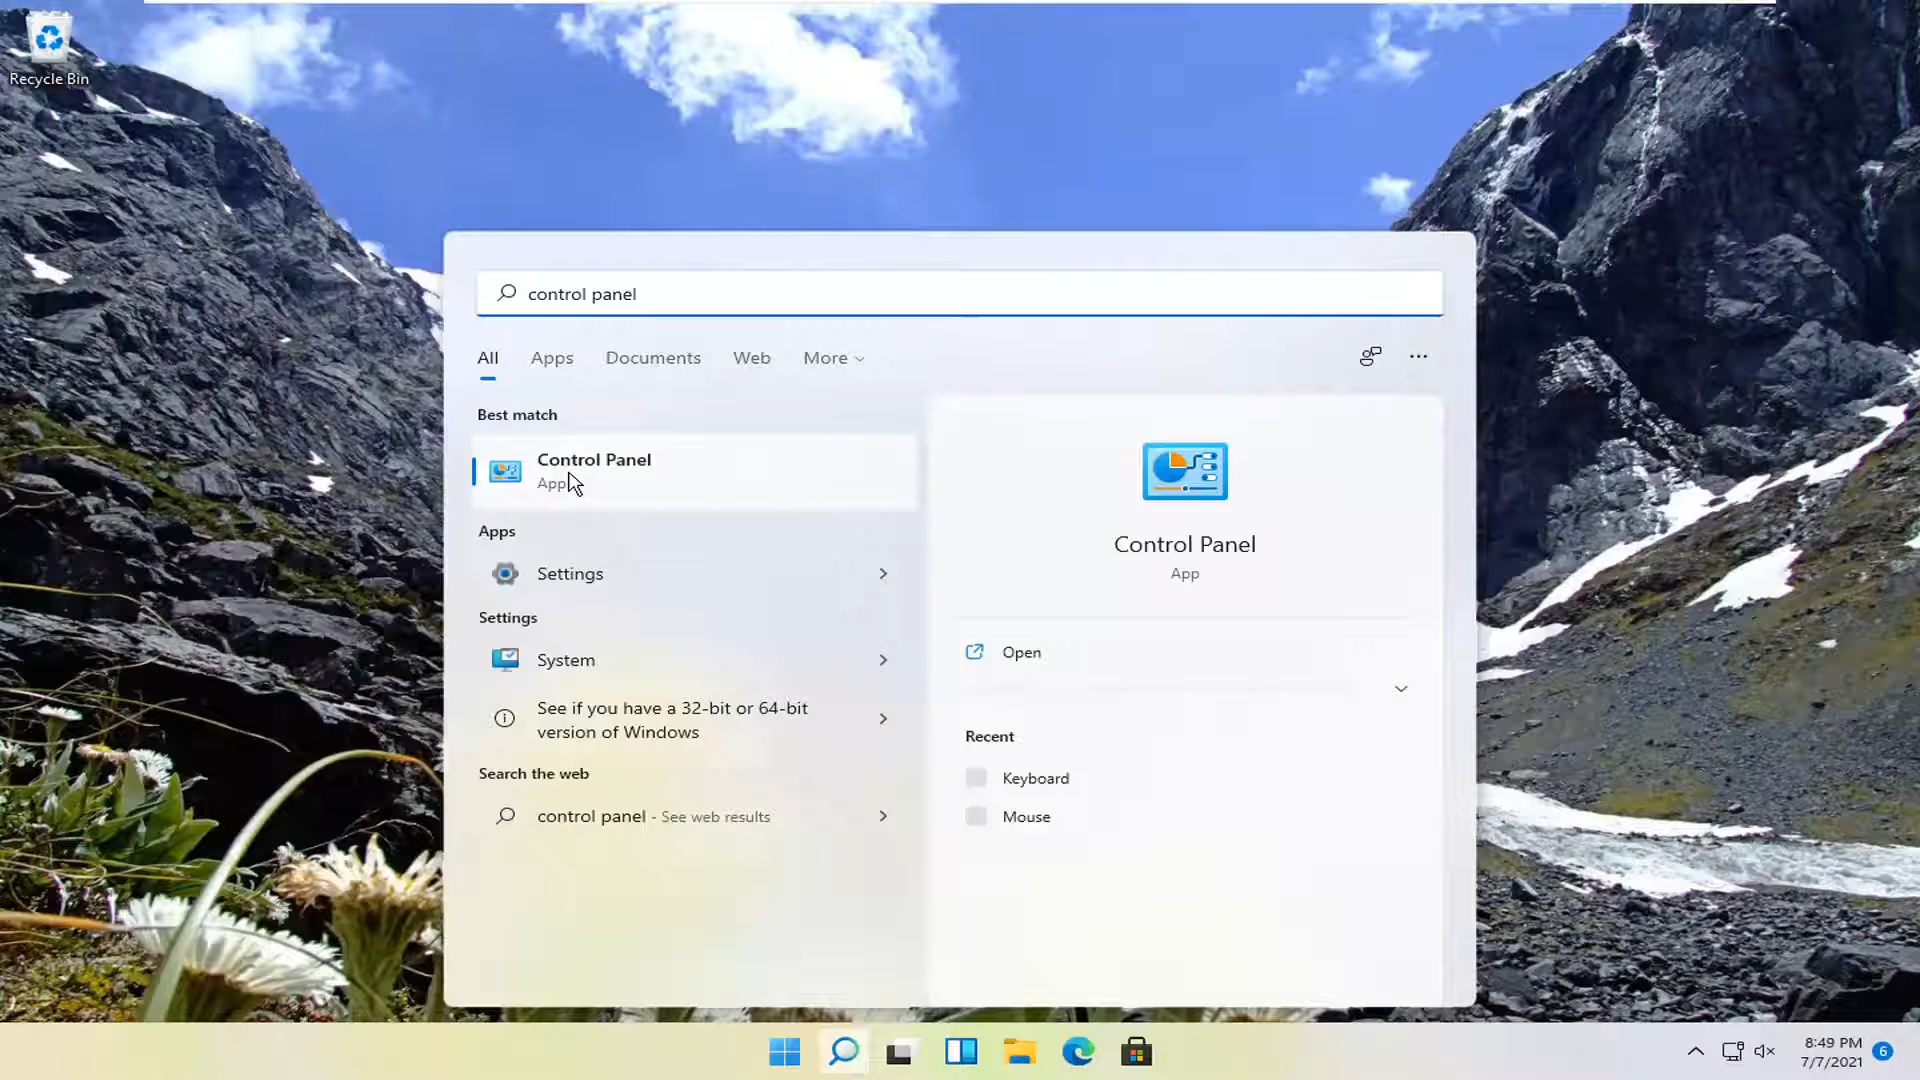 Recycle Bin
control panel
All Apps Documents Web More
Best match
Control Panel
App
Apps
Settings
Settings
System
See if you have a 32-bit or 64-bit
version of Windows
Search the web
control panel - See web results
Control Panel
App
Open
Recent
Keyboard
Mouse
8:49 PM
7/7/2021
6